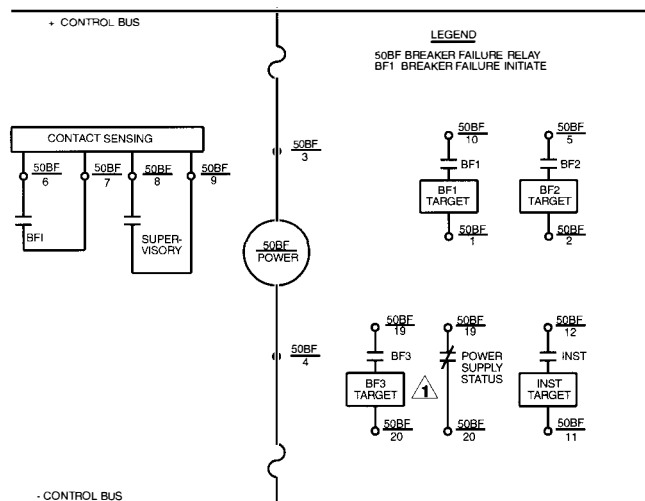 + CONTROL BUS
LEGEND
50BF BREAKER FAILURE RELAY
BF1 BREAKER FAILURE INITIATE
CONTACT SENSING
50BF
6
50BF
7
50BF
8
50BF
9
BFI
SUPER-
VISORY
50BF
3
50BF
POWER
50BF
4
50BF
10
BF1
BF1
TARGET
50BF
1
50BF
5
BF2
BF2
TARGET
50BF
2
50BF
19
BF3
BF3
TARGET
50BF
20
1
50BF
19
POWER
SUPPLY
STATUS
50BF
20
50BF
12
INST
INST
TARGET
50BF
11
- CONTROL BUS